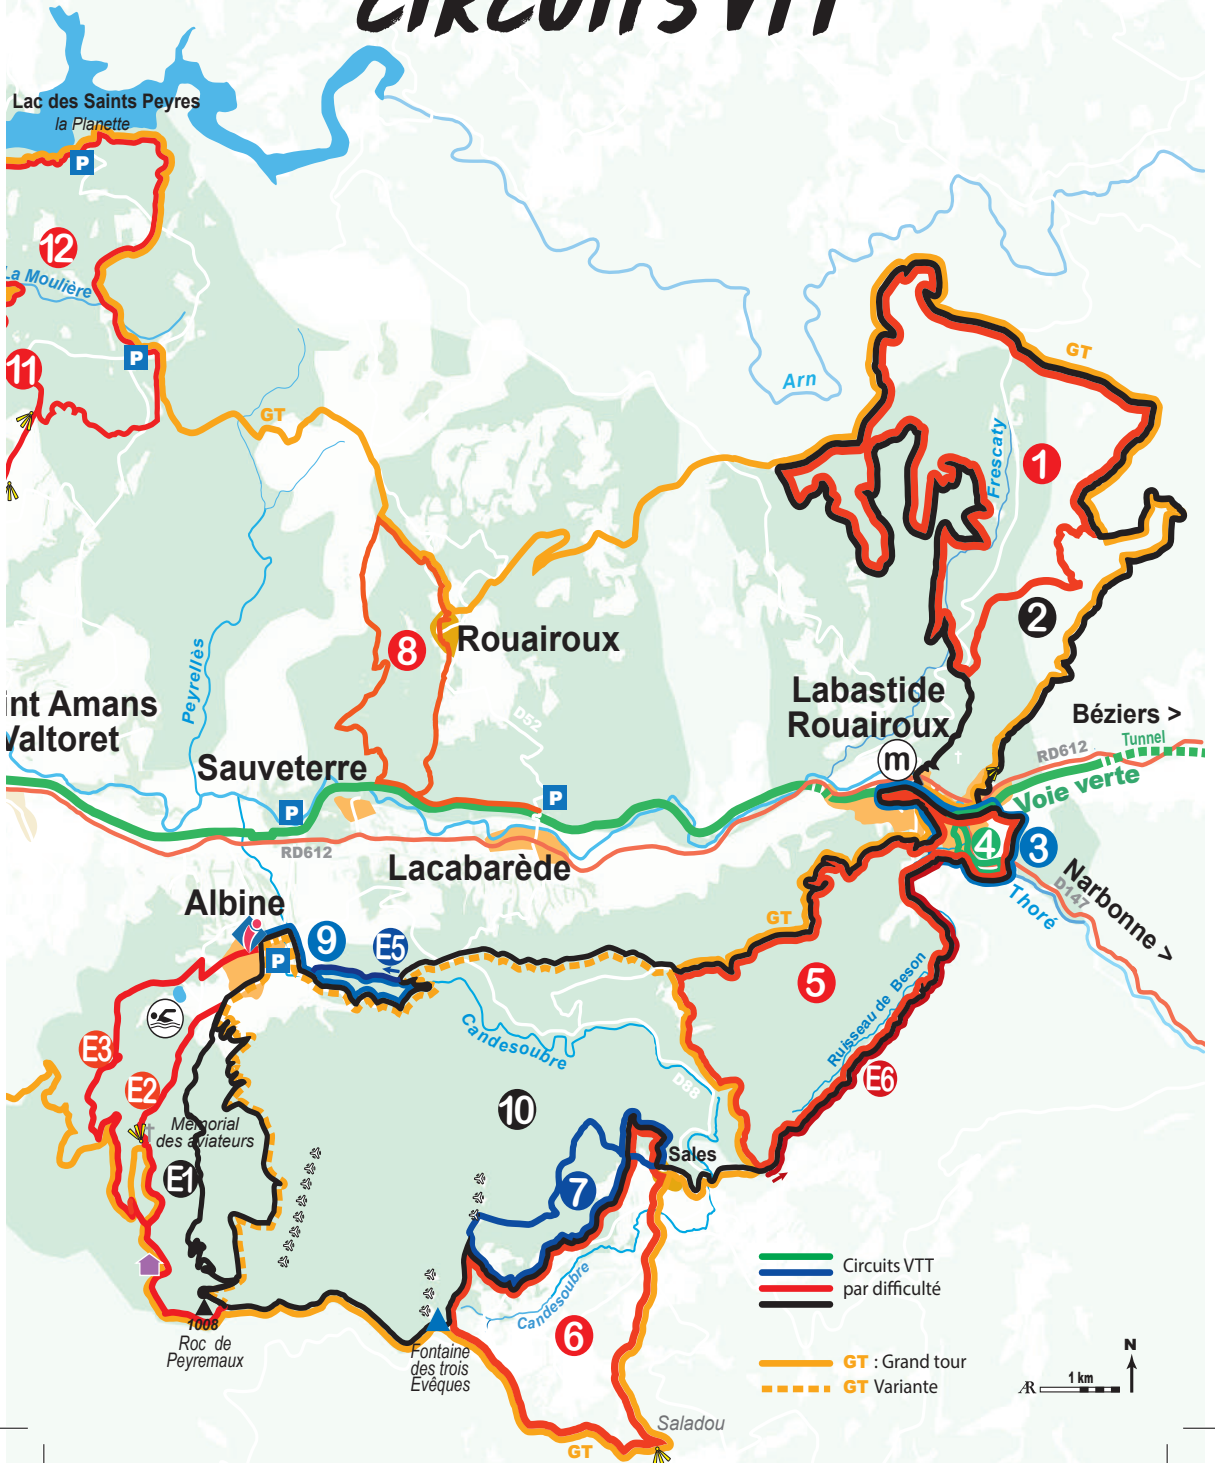 CIRCUITS VTT
Lac des Saints Peyres
la Planette
P
12
La Moulière
P
11
GT
Arn
GT
Frescaty
1
2
8
Rouairoux
Peyrellès
int Amans
Valtoret
D52
Labastide
Rouairoux
Béziers >
Tunnel
RD612
m
Voie verte
Sauveterre
P
P
RD612
Lacabarède
4
3
Narbonne >
D147
Thoré
Albine
GT
P
9
E5
5
Ruisseau de Beson
Candesoubre
E3
E2
E6
D88
10
Mémorial
des aviateurs
Sales
E1
7
Candesoubre
6
1008
Roc de
Peyremaux
Fontaine
des trois
Evêques
Saladou
GT
Circuits VTT
par difficulté
GT : Grand tour
GT Variante
N
1 km
AR